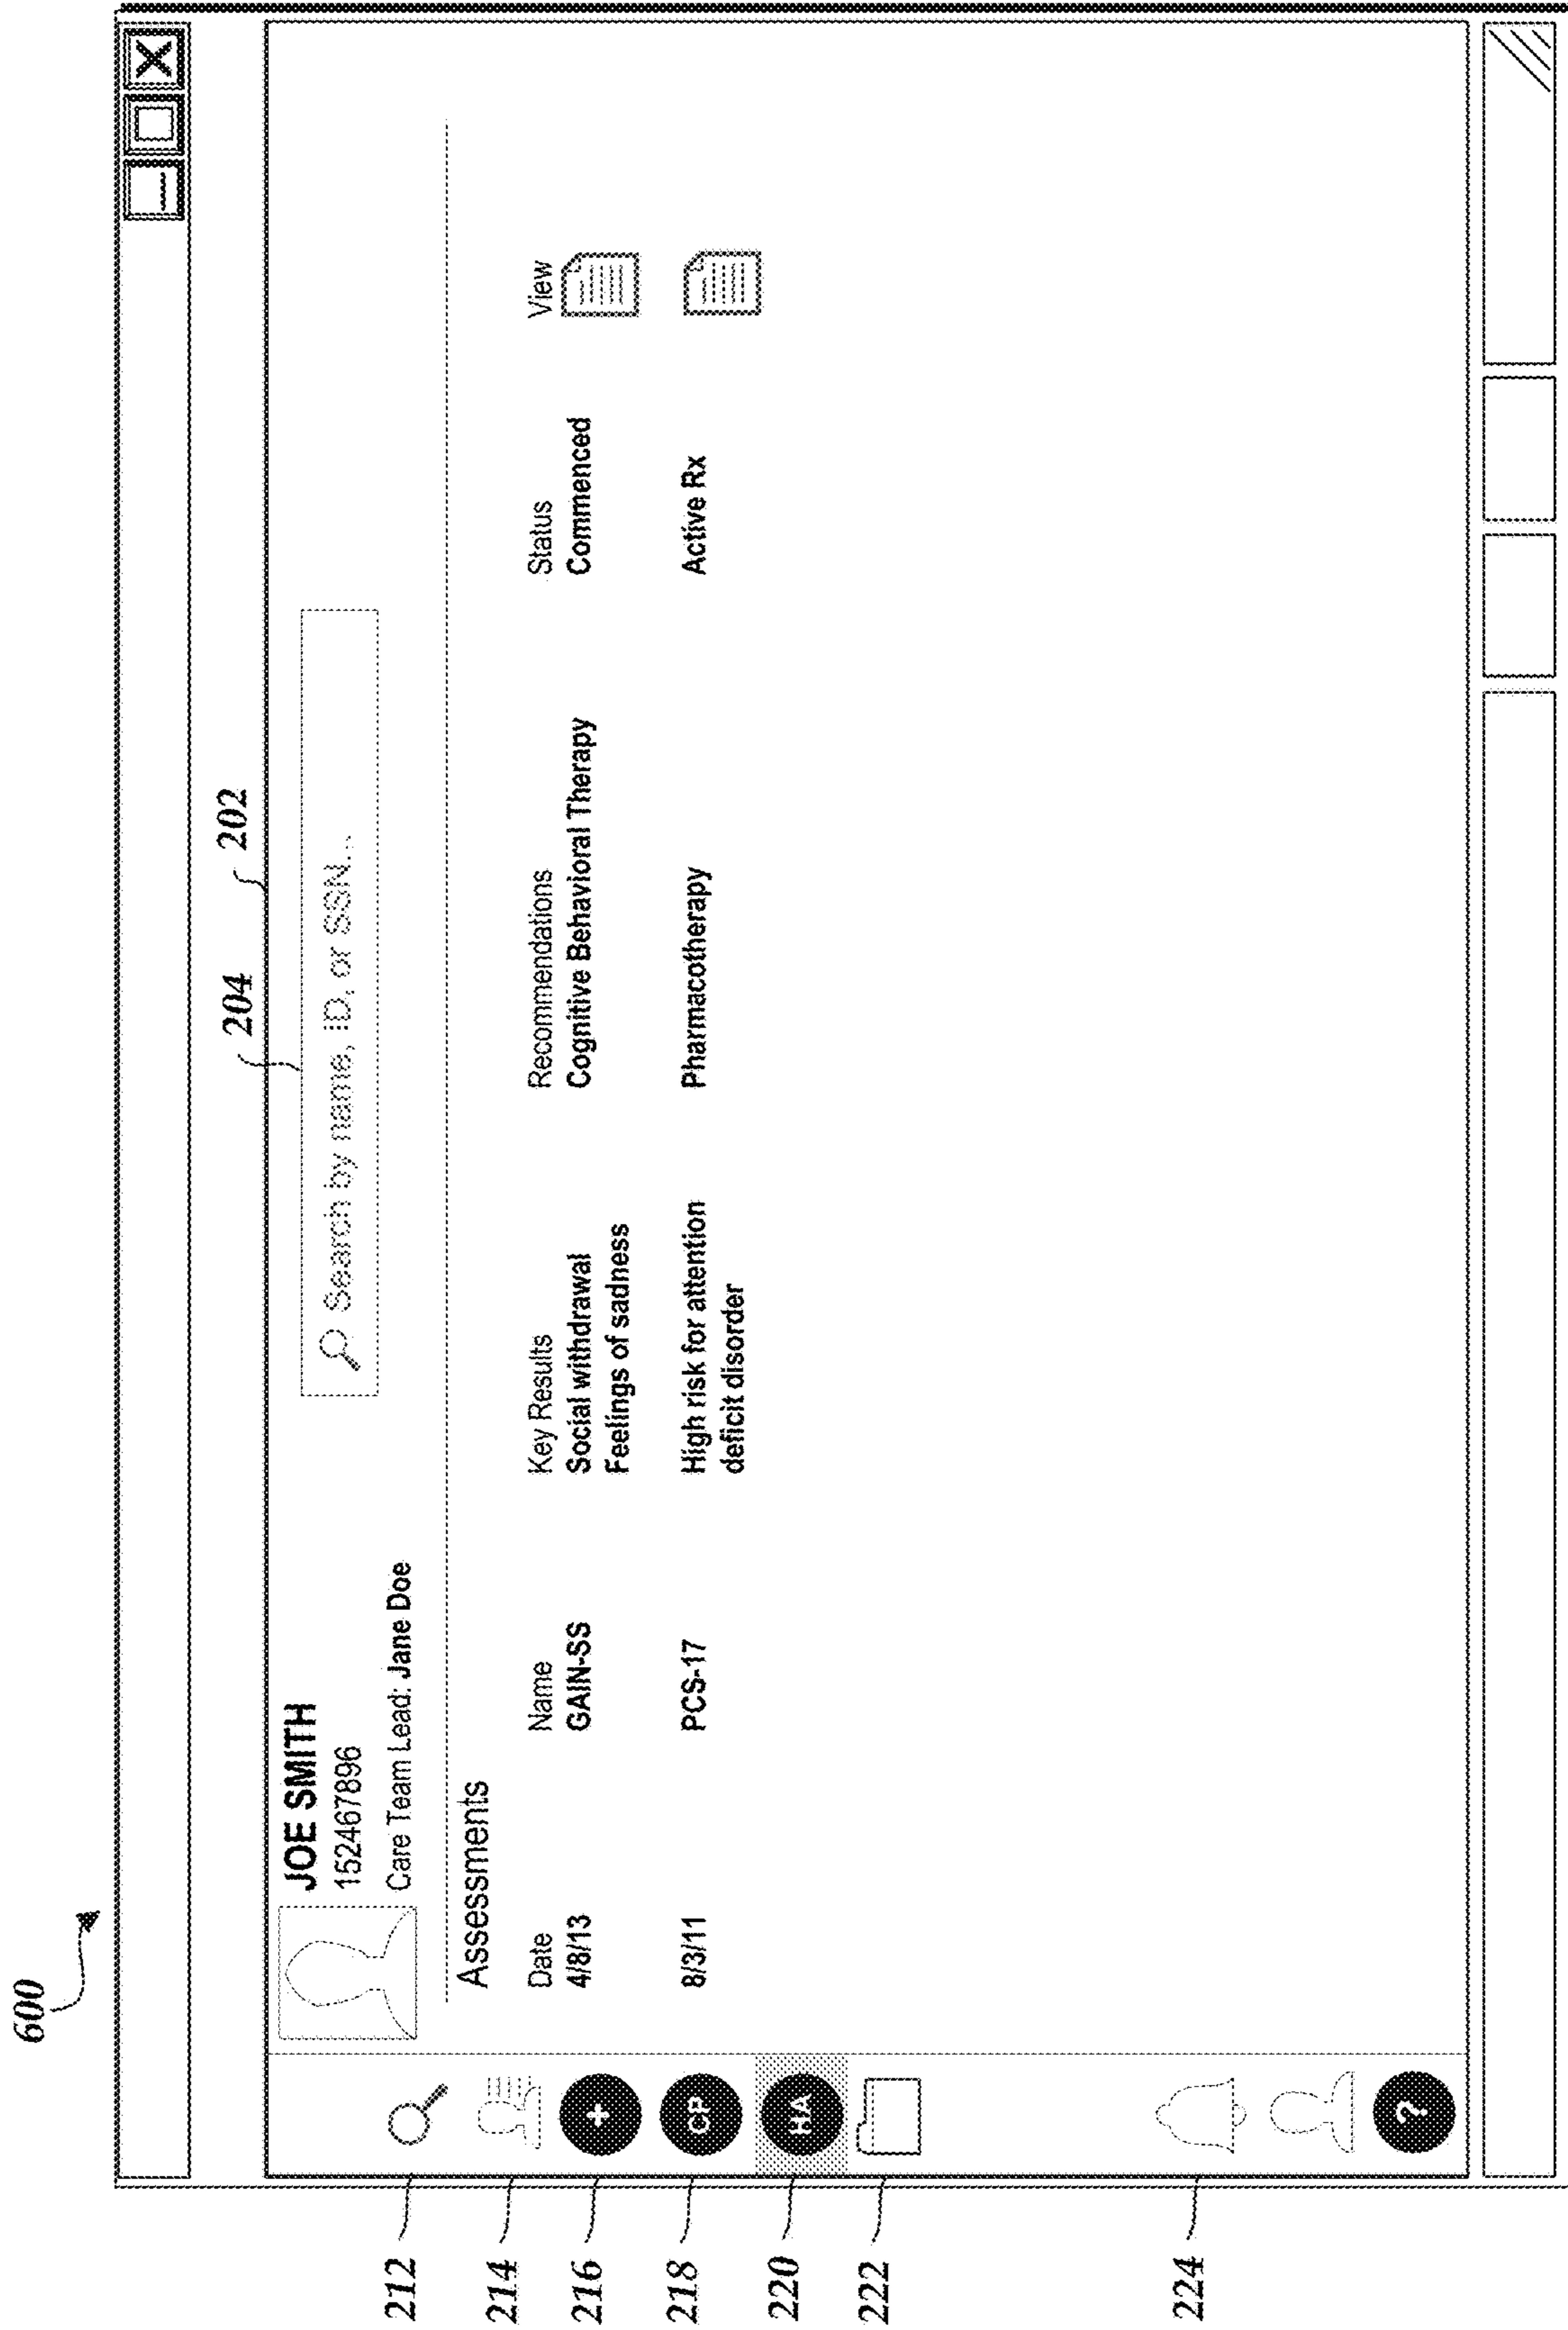 600
204
202
JOE SMITH
152467896
Care Team Lead: Jane Doe
Search by name, ID, or SSN...
Assessments
Date Name Key Results Recommendations Status View
4/8/13 GAIN-SS Social withdrawal Cognitive Behavioral Therapy Commenced
Feelings of sadness
8/3/11 PCS-17 High risk for attention Pharmacotherapy Active Rx
deficit disorder
212
214
216
+
218
CP
220
HA
222
224
?